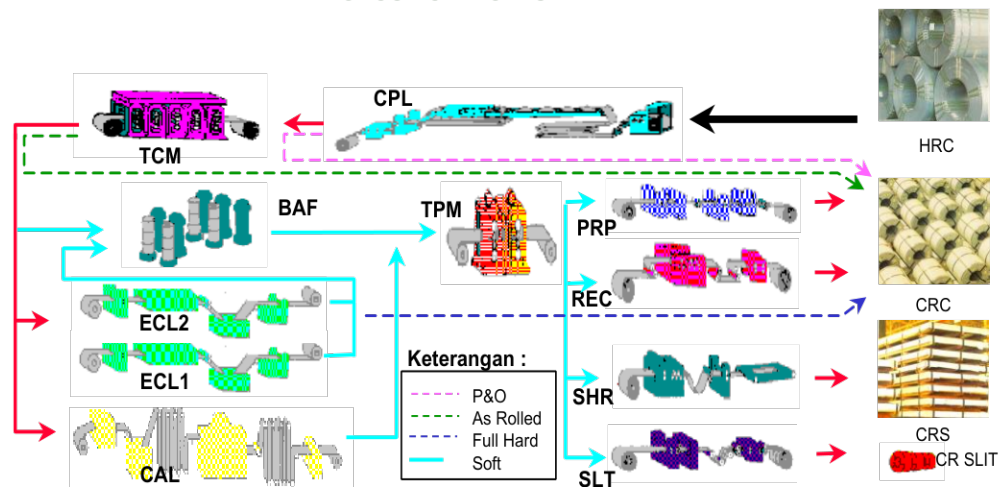 CPL
HRC
TCM
BAF
TPM
PRP
REC
CRC
ECL2
ECL1
Keterangan :
P&O
As Rolled
Full Hard
Soft
SHR
CRS
CAL
SLT
CR SLIT